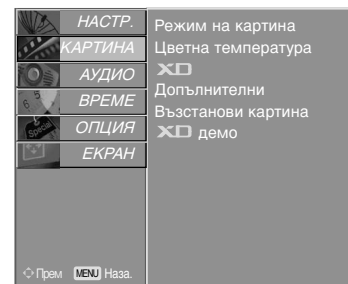 НАСТР.
КАРТИНА
АУДИО
ВРЕМЕ
ОПЦИЯ
ЕКРАН
Прем MENU Наза.
Режим на картина
Цветна температура
XD
Допълнителни
Възстанови картина
XD демо